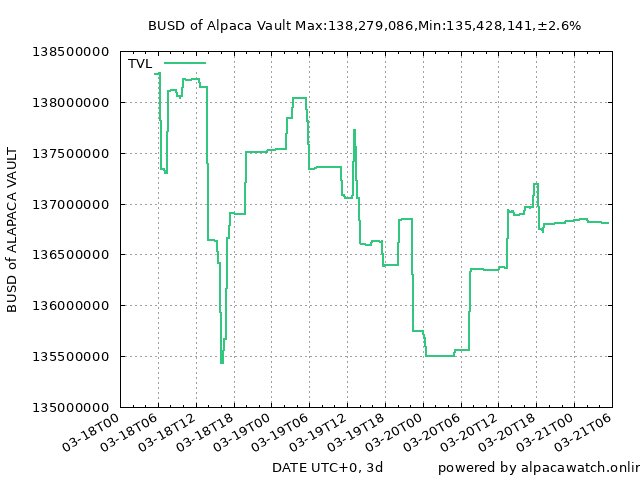 BUSD of Alpaca Vault Max:138,279,086,Min:135,428,141,±2.6%
TVL
138500000
138000000
137500000
137000000
136500000
136000000
135500000
135000000
BUSD of ALAPACA VAULT
03-18T00
03-18T06
03-18T12
03-18T18
03-19T00
03-19T06
03-19T12
03-19T18
03-20T00
03-20T06
03-20T12
03-20T18
03-21T00
03-21T06
DATE UTC+0, 3d
powered by alpacawatch.onlin